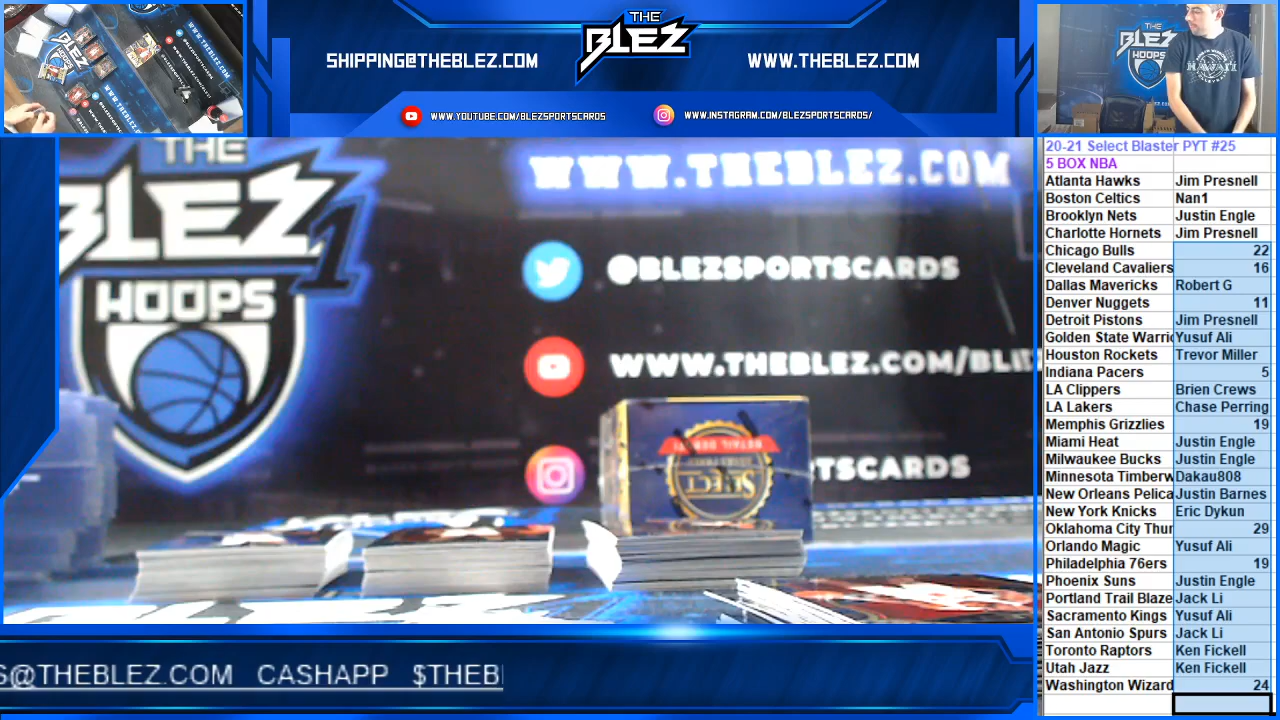 THE
BLEZ
SHIPPING@THEBLEZ.COM
WWW.THEBLEZ.COM
WWW.YOUTUBE.COM/BLEZSPORTSCARDS
WWW.INSTAGRAM.COM/BLEZSPORTSCARDS/
THE
BLEZ
HOOPS
HAWAI'I
THE
BLEZ
HOOPS
1
WWW.THEBLEZ.COM
@BLEZSPORTSCARDS
WWW.THEBLEZ.COM/BLE
RTSCARDS
SELECT
S@THEBLEZ.COM CASHAPP $THEB
20-21 Select Blaster PYT #25
5 BOX NBA
Atlanta Hawks Jim Presnell
Boston Celtics Nan1
Brooklyn Nets Justin Engle
Charlotte Hornets Jim Presnell
Chicago Bulls 22
Cleveland Cavaliers 16
Dallas Mavericks Robert G
Denver Nuggets 11
Detroit Pistons Jim Presnell
Golden State Warri Yusuf Ali
Houston Rockets Trevor Miller
Indiana Pacers 5
LA Clippers Brien Crews
LA Lakers Chase Perring
Memphis Grizzlies 19
Miami Heat Justin Engle
Milwaukee Bucks Justin Engle
Minnesota Timberw Dakau808
New Orleans Pelica Justin Barnes
New York Knicks Eric Dykun
Oklahoma City Thu 29
Orlando Magic Yusuf Ali
Philadelphia 76ers 19
Phoenix Suns Justin Engle
Portland Trail Blaze Jack Li
Sacramento Kings Yusuf Ali
San Antonio Spurs Jack Li
Toronto Raptors Ken Fickell
Utah Jazz Ken Fickell
Washington Wizard 24